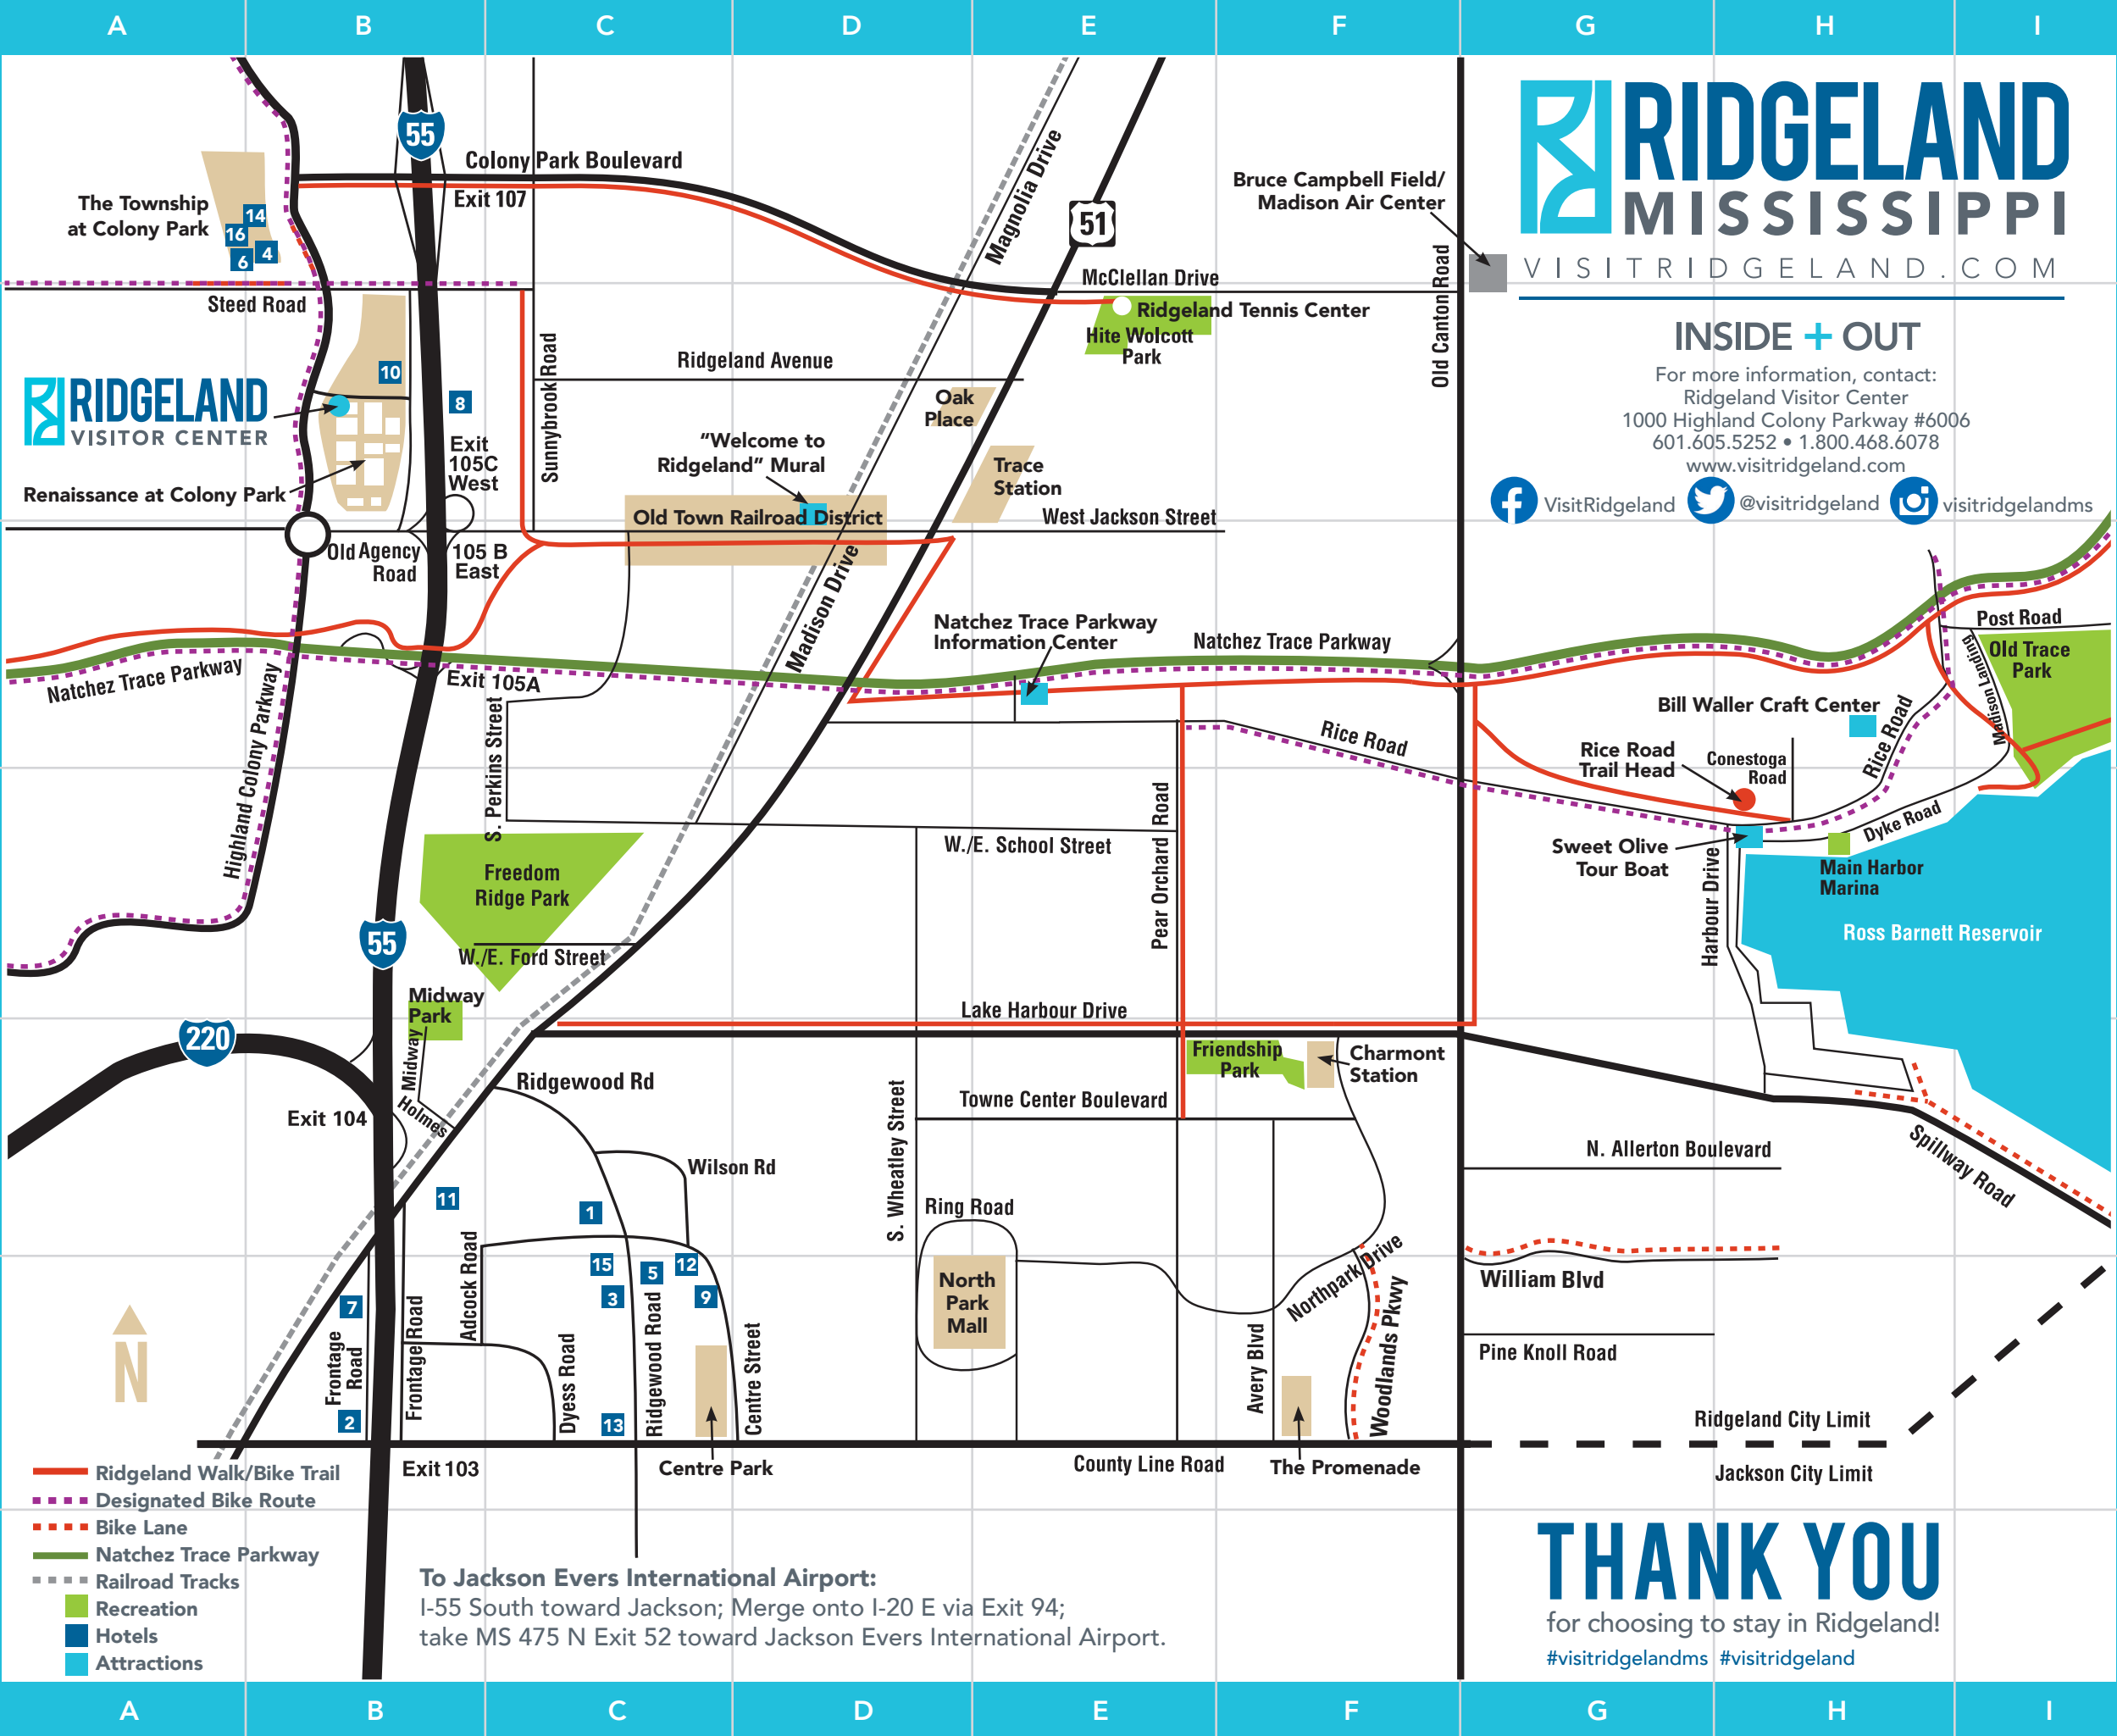 A B C D E F G H I
55
Colony Park Boulevard
Exit 107
The Township
at Colony Park
14
16
6
4
Steed Road
Magnolia Drive
51
McClellan Drive
Ridgeland Tennis Center
Hite Wolcott
Park
Bruce Campbell Field/
Madison Air Center
Old Canton Road
RIDGELAND
MISSISSIPPI
VISITRIDGELAND.COM
INSIDE + OUT
For more information, contact:
Ridgeland Visitor Center
1000 Highland Colony Parkway #6006
601.605.5252 • 1.800.468.6078
www.visitridgeland.com
VisitRidgeland
@visitridgeland
visitridgelandms
RIDGELAND
VISITOR CENTER
Renaissance at Colony Park
10
8
Exit
105C
West
Sunnybrook Road
Ridgeland Avenue
Oak
Place
"Welcome to
Ridgeland" Mural
Trace
Station
Old Town Railroad District
West Jackson Street
Old Agency
Road
105 B
East
Madison Drive
Natchez Trace Parkway
Information Center
Natchez Trace Parkway
Natchez Trace Parkway
Exit 105A
Highland Colony Parkway
S. Perkins Street
Rice Road
Post Road
Old Trace
Park
Madison Landing
Bill Waller Craft Center
Rice Road
Rice Road
Trail Head
Conestoga
Road
Dyke Road
Sweet Olive
Tour Boat
Main Harbor
Marina
Harbour Drive
Ross Barnett Reservoir
Pear Orchard Road
W./E. School Street
Freedom
Ridge Park
W./E. Ford Street
55
Midway
Park
Midway
Holmes
220
Exit 104
Lake Harbour Drive
Friendship
Park
Charmont
Station
Ridgewood Rd
Towne Center Boulevard
Wilson Rd
S. Wheatley Street
Ring Road
N. Allerton Boulevard
Spillway Road
11
1
15
5
12
3
9
7
2
13
Adcock Road
Frontage
Road
Frontage Road
Dyess Road
Ridgewood Road
Centre Street
North
Park
Mall
Northpark Drive
Avery Blvd
Woodlands Pkwy
William Blvd
Pine Knoll Road
Ridgeland City Limit
Jackson City Limit
N
Exit 103
Centre Park
County Line Road
The Promenade
Ridgeland Walk/Bike Trail
Designated Bike Route
Bike Lane
Natchez Trace Parkway
Railroad Tracks
Recreation
Hotels
Attractions
To Jackson Evers International Airport:
I-55 South toward Jackson; Merge onto I-20 E via Exit 94;
take MS 475 N Exit 52 toward Jackson Evers International Airport.
THANK YOU
for choosing to stay in Ridgeland!
#visitridgelandms #visitridgeland
A B C D E F G H I